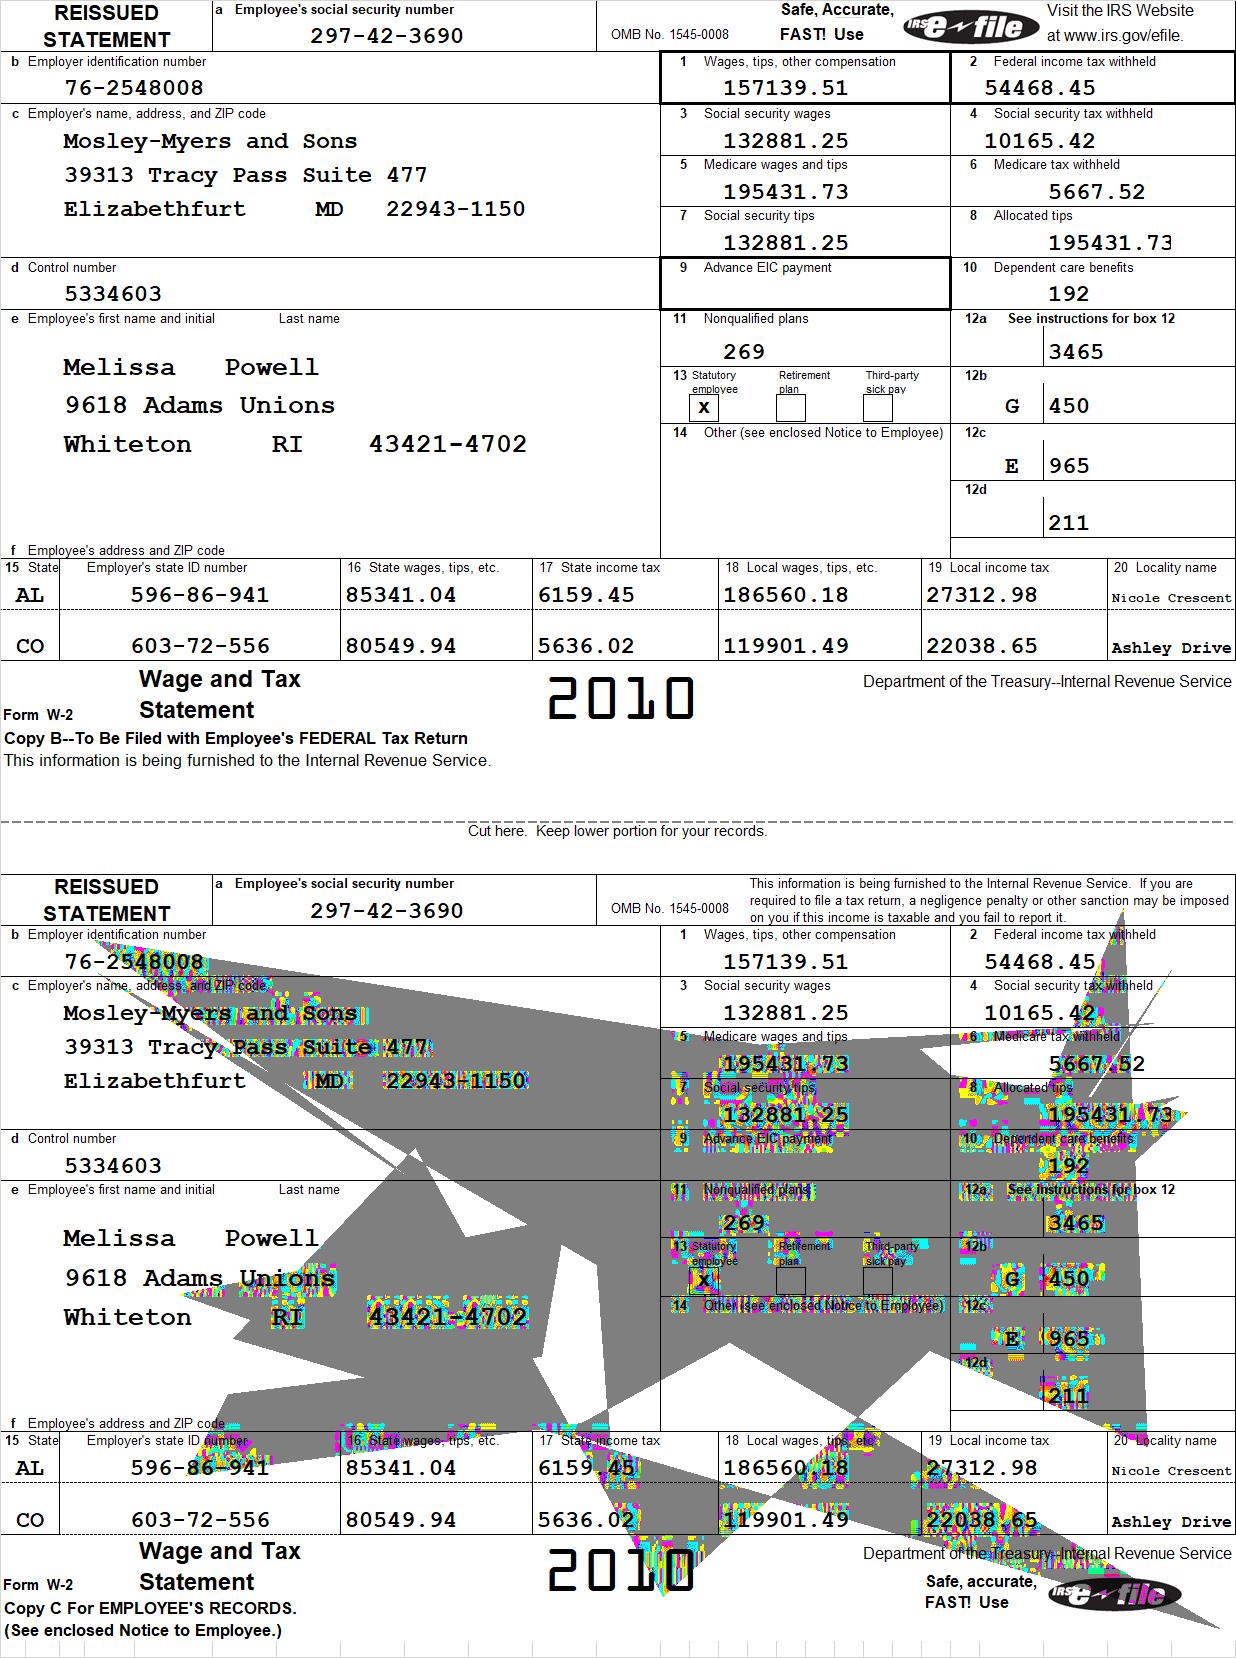 REISSUED STATEMENT
a Employee's social security number
297-42-3690
OMB No. 1545-0008
Safe, Accurate, FAST! Use
IRS e-file
Visit the IRS Website at www.irs.gov/efile.
b Employer identification number
76-2548008
1 Wages, tips, other compensation
157139.51
2 Federal income tax withheld
54468.45
c Employer's name, address, and ZIP code
Mosley-Myers and Sons
39313 Tracy Pass Suite 477
Elizabethfurt MD 22943-1150
3 Social security wages
132881.25
4 Social security tax withheld
10165.42
5 Medicare wages and tips
195431.73
6 Medicare tax withheld
5667.52
7 Social security tips
132881.25
8 Allocated tips
195431.73
d Control number
5334603
9 Advance EIC payment
10 Dependent care benefits
192
e Employee's first name and initial Last name
Melissa Powell
9618 Adams Unions
Whiteton RI 43421-4702
11 Nonqualified plans
269
12a See instructions for box 12
3465
13 Statutory employee Retirement plan Third-party sick pay
x
12b
G 450
14 Other (see enclosed Notice to Employee)
12c
E 965
12d
211
f Employee's address and ZIP code
15 State Employer's state ID number 16 State wages, tips, etc. 17 State income tax 18 Local wages, tips, etc. 19 Local income tax 20 Locality name
AL 596-86-941 85341.04 6159.45 186560.18 27312.98 Nicole Crescent
CO 603-72-556 80549.94 5636.02 119901.49 22038.65 Ashley Drive
Form W-2 Wage and Tax Statement
2010
Department of the Treasury--Internal Revenue Service
Copy B--To Be Filed with Employee's FEDERAL Tax Return
This information is being furnished to the Internal Revenue Service.
Cut here. Keep lower portion for your records.
REISSUED STATEMENT
a Employee's social security number
297-42-3690
OMB No. 1545-0008
This information is being furnished to the Internal Revenue Service. If you are
required to file a tax return, a negligence penalty or other sanction may be imposed
on you if this income is taxable and you fail to report it.
b Employer identification number
76-2548008
1 Wages, tips, other compensation
157139.51
2 Federal income tax withheld
54468.45
c Employer's name, address, and ZIP code
Mosley-Myers and Sons
39313 Tracy Pass Suite 477
Elizabethfurt MD 22943-1150
3 Social security wages
132881.25
4 Social security tax withheld
10165.42
5 Medicare wages and tips
195431.73
6 Medicare tax withheld
5667.52
7 Social security tips
132881.25
8 Allocated tips
195431.73
d Control number
5334603
9 Advance EIC payment
10 Dependent care benefits
192
e Employee's first name and initial Last name
Melissa Powell
9618 Adams Unions
Whiteton RI 43421-4702
11 Nonqualified plans
269
12a See instructions for box 12
3465
13 Statutory employee Retirement plan Third-party sick pay
x
12b
G 450
14 Other (see enclosed Notice to Employee)
12c
E 965
12d
211
f Employee's address and ZIP code
15 State Employer's state ID number 16 State wages, tips, etc. 17 State income tax 18 Local wages, tips, etc. 19 Local income tax 20 Locality name
AL 596-86-941 85341.04 6159.45 186560.18 27312.98 Nicole Crescent
CO 603-72-556 80549.94 5636.02 119901.49 22038.65 Ashley Drive
Form W-2 Wage and Tax Statement
2010
Department of the Treasury--Internal Revenue Service
Safe, accurate, FAST! Use
IRS e-file
Copy C For EMPLOYEE'S RECORDS.
(See enclosed Notice to Employee.)